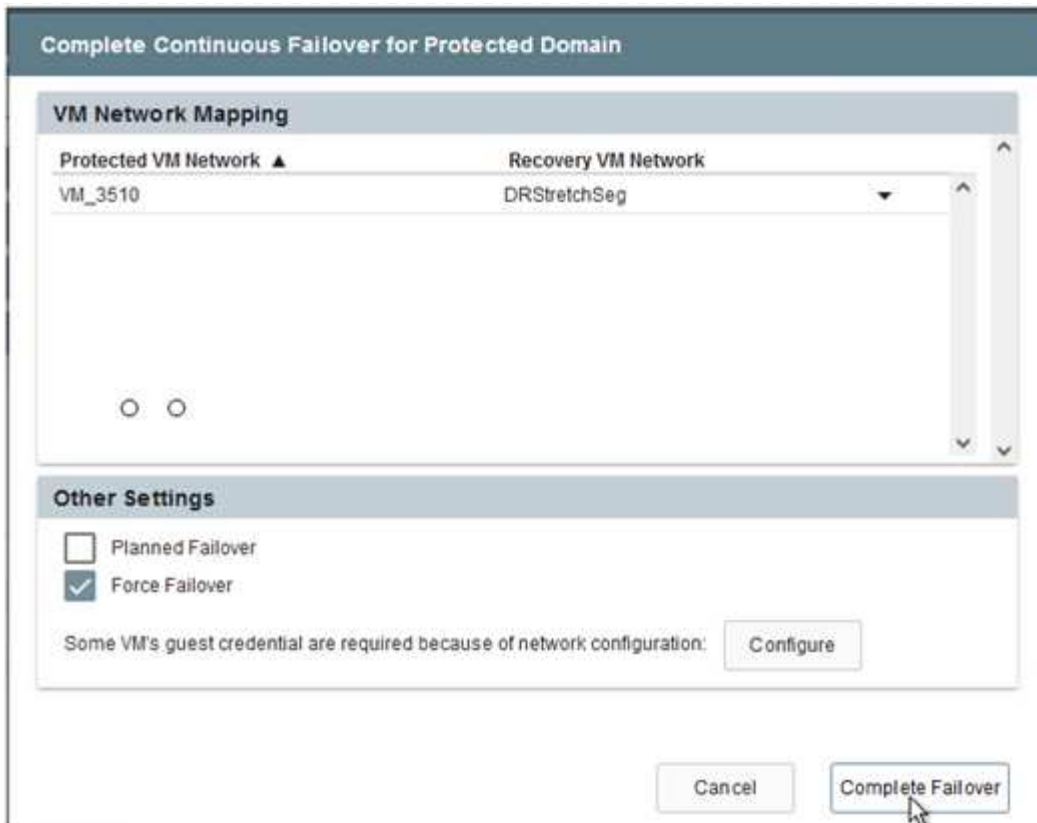 Complete Continuous Failover for Protected Domain
VM Network Mapping
Protected VM Network ▲ Recovery VM Network
VM_3510 DRStretchSeg
Other Settings
Planned Failover
Force Failover
Some VM's guest credential are required because of network configuration: Configure
Cancel Complete Failover